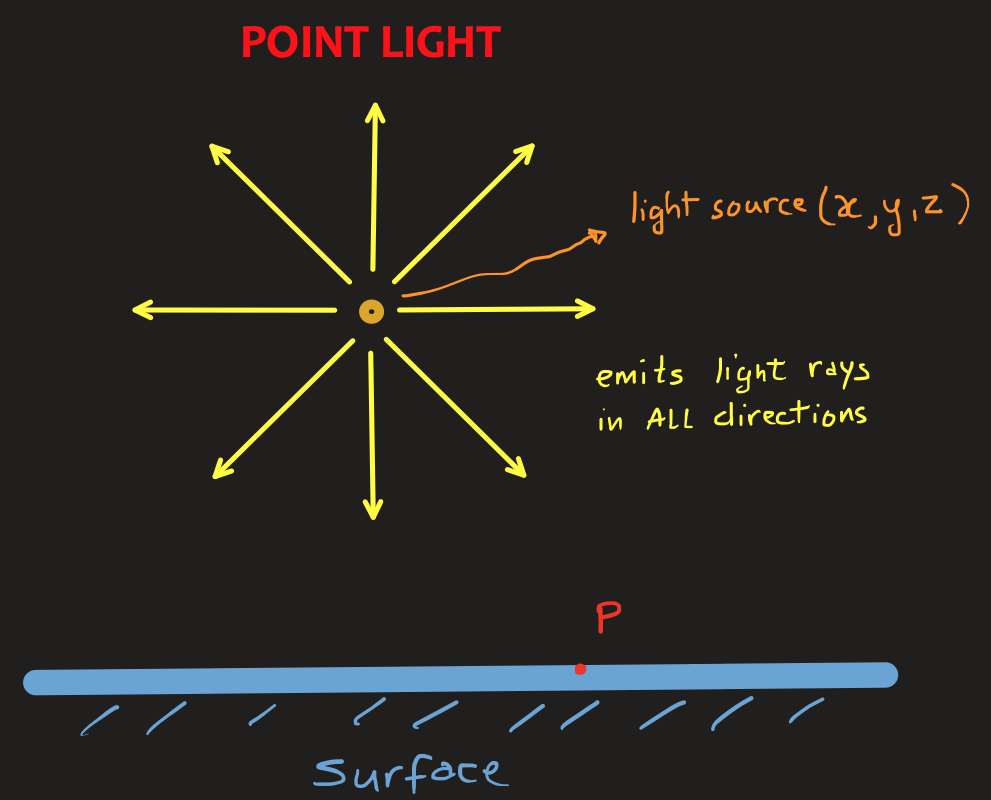 POINT LIGHT
light source (x, y, z)
emits light rays
in ALL directions
P
Surface